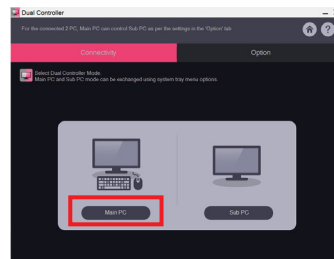 Dual Controller
For the connected 2 PC, Main PC can control Sub PC as per the settings in the 'Option' tab.
Connectivity
Option
Select Dual Controller Mode.
Main PC and Sub PC mode can be exchanged using system tray menu options.
Main PC
Sub PC